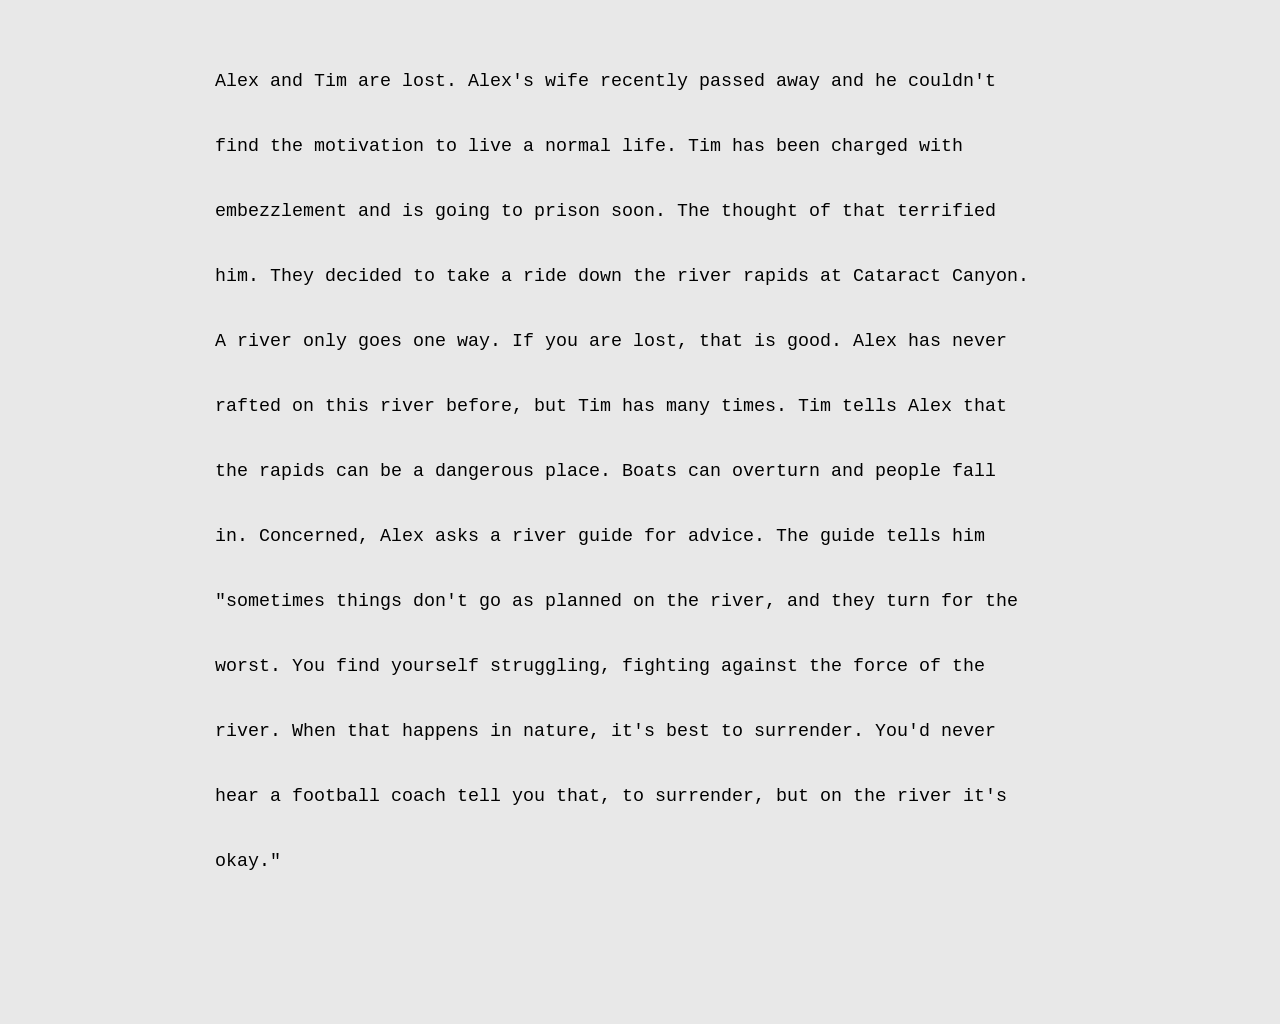 Alex and Tim are lost. Alex's wife recently passed away and he couldn't
find the motivation to live a normal life. Tim has been charged with
embezzlement and is going to prison soon. The thought of that terrified
him. They decided to take a ride down the river rapids at Cataract Canyon.
A river only goes one way. If you are lost, that is good. Alex has never
rafted on this river before, but Tim has many times. Tim tells Alex that
the rapids can be a dangerous place. Boats can overturn and people fall
in. Concerned, Alex asks a river guide for advice. The guide tells him
"sometimes things don't go as planned on the river, and they turn for the
worst. You find yourself struggling, fighting against the force of the
river. When that happens in nature, it's best to surrender. You'd never
hear a football coach tell you that, to surrender, but on the river it's
okay."